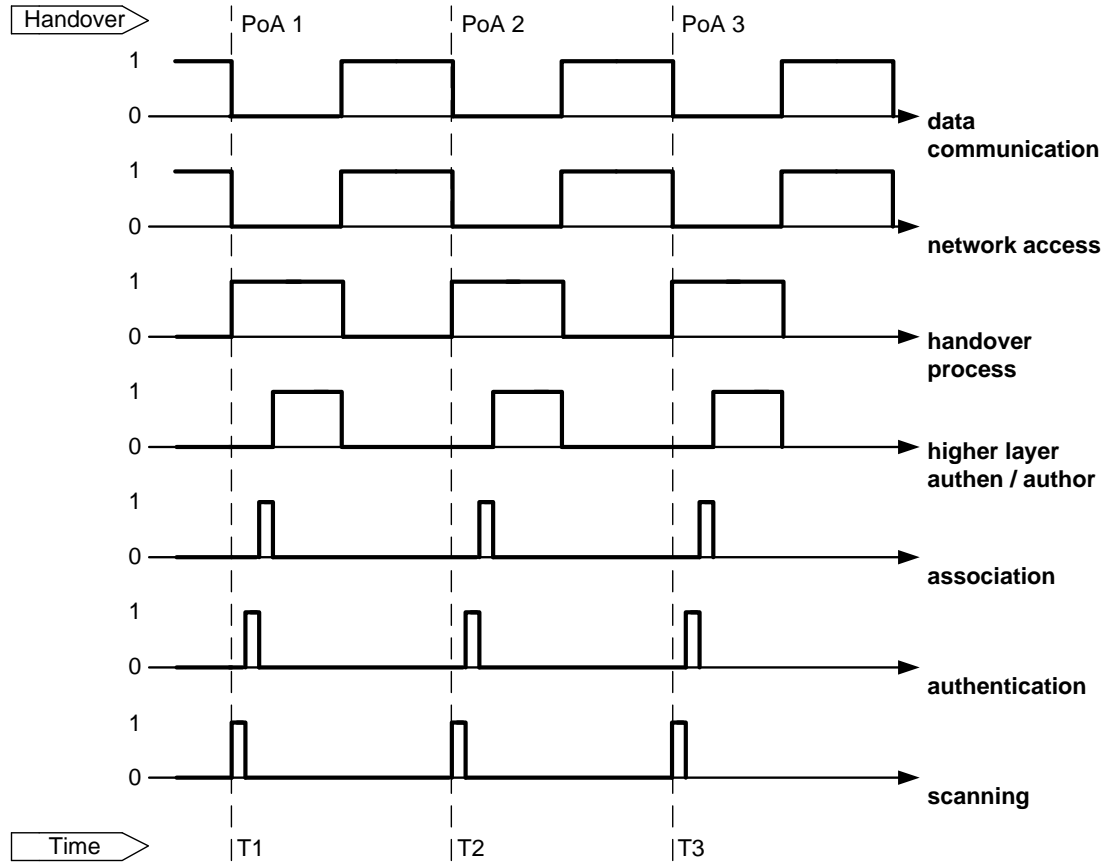 Handover PoA 1 PoA 2 PoA 3
1
0
data
communication
1
0
network access
1
0
handover
process
1
0
higher layer
authen / author
1
0
association
1
0
authentication
1
0
scanning
Time T1 T2 T3